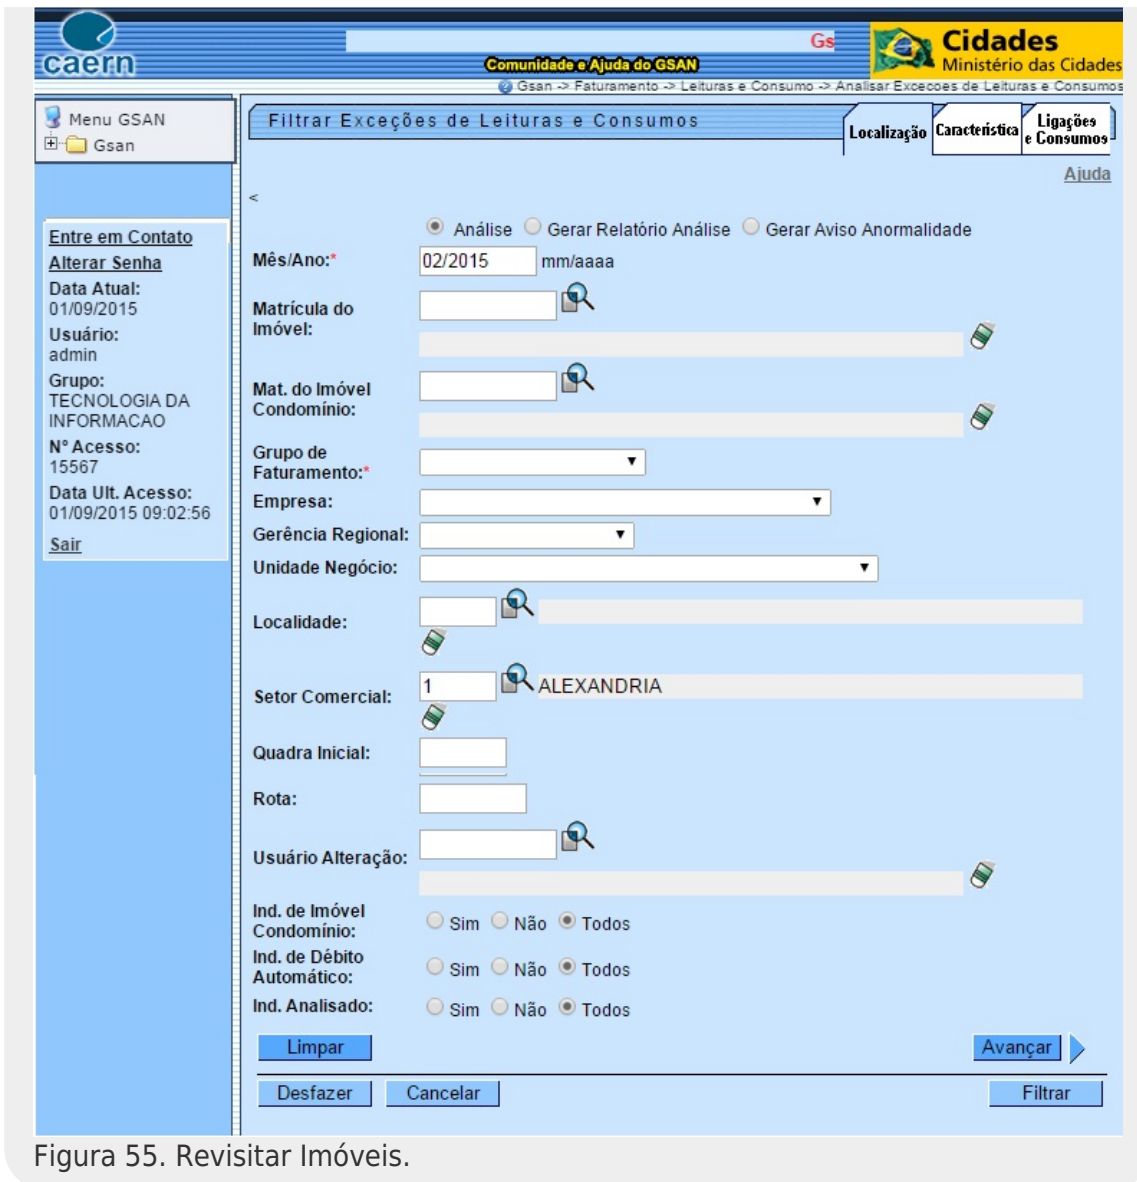 caern
Gs
Comunidade e Ajuda do GSAN
Cidades
Ministério das Cidades
Gsan -> Faturamento -> Leituras e Consumo -> Analisar Excecoes de Leituras e Consumos
Menu GSAN
Gsan
Entre em Contato
Alterar Senha
Data Atual:
01/09/2015
Usuário:
admin
Grupo:
TECNOLOGIA DA
INFORMACAO
Nº Acesso:
15567
Data Ult. Acesso:
01/09/2015 09:02:56
Sair
Filtrar Exceções de Leituras e Consumos
Localização
Característica
Ligações
e Consumos
Ajuda
<
Análise Gerar Relatório Análise Gerar Aviso Anormalidade
Mês/Ano:* 02/2015 mm/aaaa
Matrícula do
Imóvel:
Mat. do Imóvel
Condomínio:
Grupo de
Faturamento:*
Empresa:
Gerência Regional:
Unidade Negócio:
Localidade:
Setor Comercial: 1 ALEXANDRIA
Quadra Inicial:
Rota:
Usuário Alteração:
Ind. de Imóvel
Condomínio: Sim Não Todos
Ind. de Débito
Automático: Sim Não Todos
Ind. Analisado: Sim Não Todos
Limpar Avançar
Desfazer Cancelar Filtrar
Figura 55. Revisitar Imóveis.